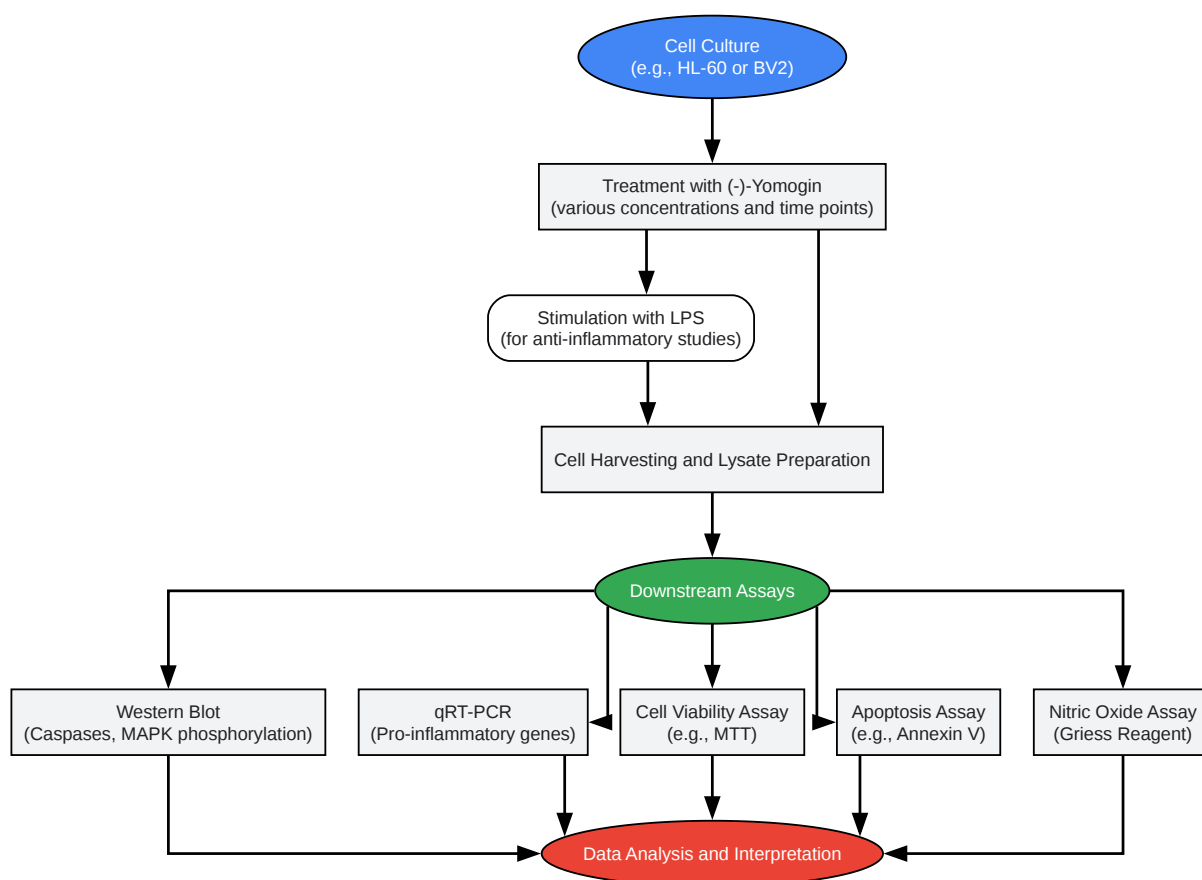 Cell Culture
(e.g., HL-60 or BV2)
Treatment with (-)-Yomogin
(various concentrations and time points)
Stimulation with LPS
(for anti-inflammatory studies)
Cell Harvesting and Lysate Preparation
Downstream Assays
Western Blot
(Caspases, MAPK phosphorylation)
qRT-PCR
(Pro-inflammatory genes)
Cell Viability Assay
(e.g., MTT)
Apoptosis Assay
(e.g., Annexin V)
Nitric Oxide Assay
(Griess Reagent)
Data Analysis and Interpretation